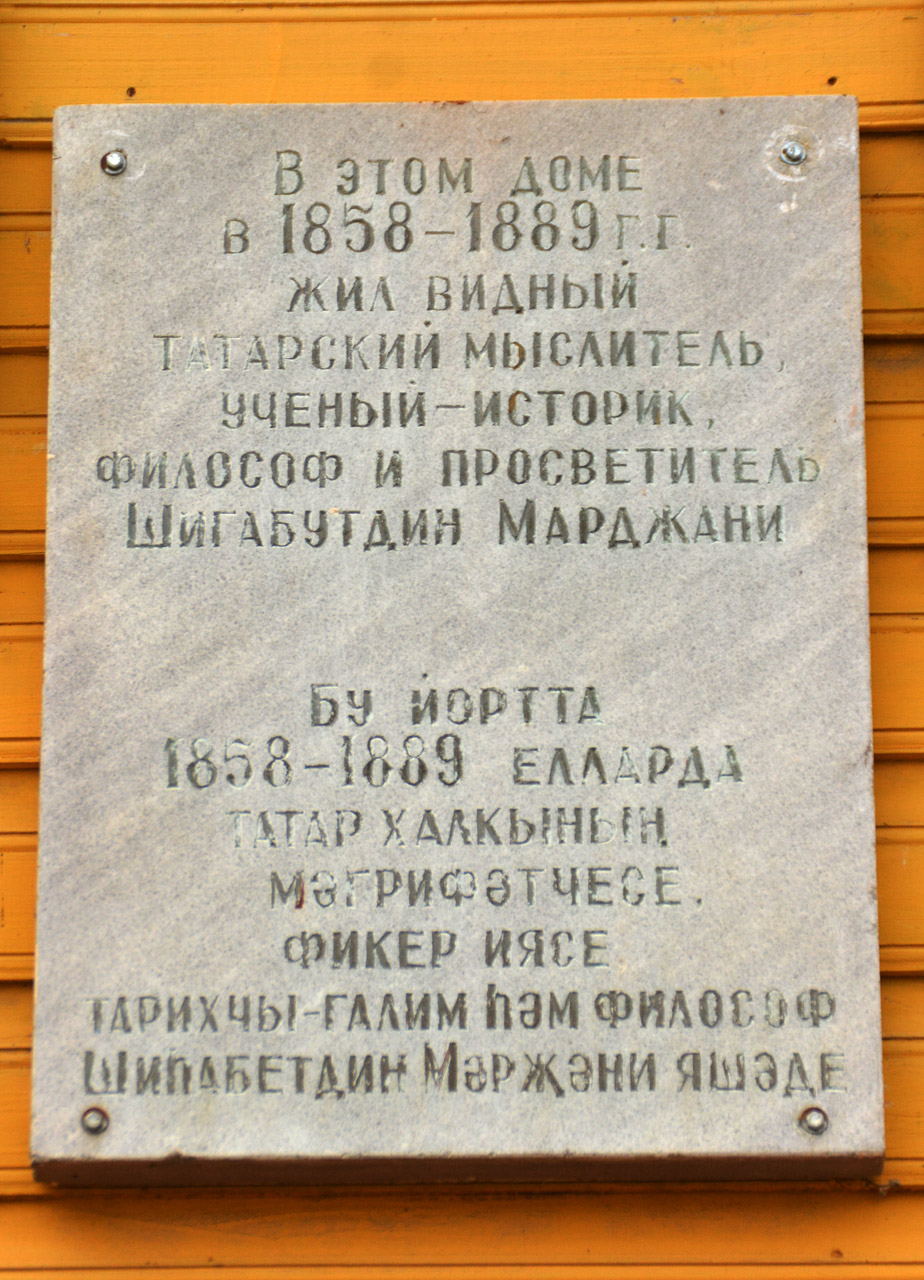 В ЭТОМ ДОМЕ
В 1858-1889 Г.Г.
ЖИЛ ВИДНЫЙ
ТАТАРСКИЙ МЫСЛИТЕЛЬ,
УЧЕНЫЙ-ИСТОРИК,
ФИЛОСОФ И ПРОСВЕТИТЕЛЬ
ШИГАБУТДИН МАРДЖАНИ
БУ ЙОРТТА
1858-1889 ЕЛЛАРДА
ТАТАР ХАЛКЫНЫҢ
МӘГРИФӘТЧЕСЕ,
ФИКЕР ИЯСЕ
ТАРИХЧЫ-ГАЛИМ ҺӘМ ФИЛОСОФ
ШИҺАБЕТДИН МӘРҖӘНИ ЯШӘДЕ